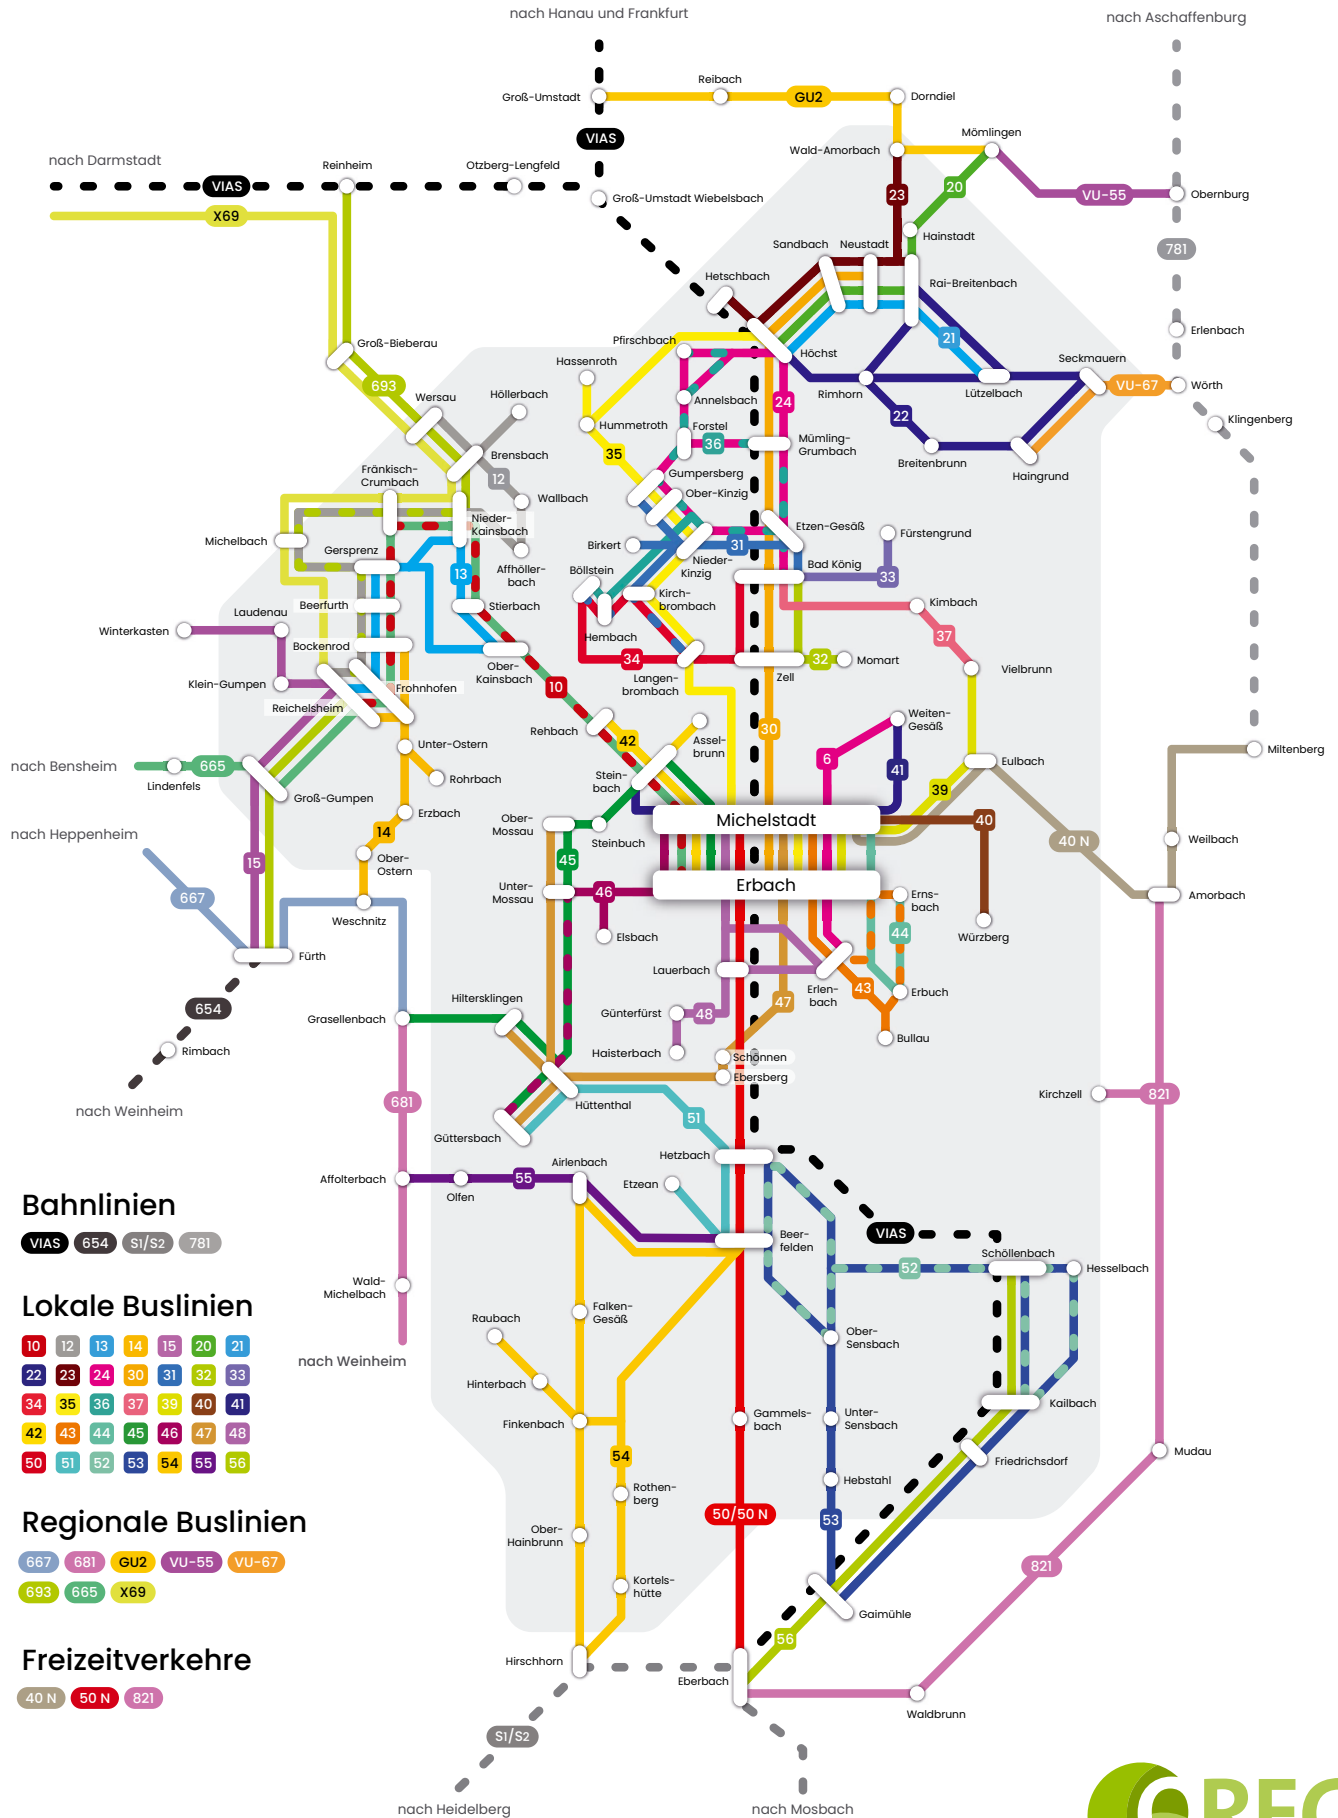 nach Hanau und Frankfurt
nach Aschaffenburg
Reibach
Groß-Umstadt
GU2
Dorndiel
VIAS
Mömlingen
Wald-Amorbach
nach Darmstadt
Reinheim
Otzberg-Lengfeld
VIAS
20
23
VU-55
Obernburg
Groß-Umstadt Wiebelsbach
X69
Hainstadt
Sandbach
Neustadt
781
Hetschbach
Rai-Breitenbach
Erlenbach
21
Pfirschbach
Groß-Bieberau
Höchst
Hassenroth
Seckmauern
693
VU-67
Wörth
Rimhorn
Lützelbach
Wersau
Höllerbach
Annelsbach
24
22
Klingenberg
Hummetroth
Forstel
36
Mümling-
Grumbach
35
Brensbach
Breitenbrunn
Haingrund
Fränkisch-
Crumbach
12
Gumpersberg
Ober-Kinzig
Wallbach
Nieder-
Kainsbach
Etzen-Gesäß
Fürstengrund
Michelbach
Gersprenz
Birkert
31
Nieder-
Kinzig
Bad König
Affhöller-
bach
Böllstein
33
13
Beerfurth
Stierbach
Kirch-
brombach
Kimbach
Laudenau
Winterkasten
Hembach
37
Bockenrod
Ober-
Kainsbach
34
Langen-
brombach
Zell
32
Momart
Vielbrunn
Klein-Gumpen
Frohnhofen
10
Reichelsheim
Weiten-
Gesäß
Rehbach
42
Assel-
brunn
30
Unter-Ostern
6
Miltenberg
nach Bensheim
665
Lindenfels
Rohrbach
Stein-
bach
41
Eulbach
39
Groß-Gumpen
Erzbach
Ober-
Mossau
Michelstadt
40
nach Heppenheim
14
Steinbuch
40 N
Weilbach
15
Ober-
Ostern
45
667
Unter-
Mossau
46
Erbach
Erns-
bach
Amorbach
Weschnitz
Elsbach
44
Würzberg
Fürth
Lauerbach
Erlen-
bach
43
Erbuch
654
Hiltersklingen
47
Grasellenbach
Günterfürst
48
Bullau
Rimbach
Haisterbach
Schönnen
Ebersberg
nach Weinheim
681
Hüttenthal
Kirchzell
821
51
Güttersbach
Hetzbach
Airlenbach
Affolterbach
Olfen
55
Etzean
Bahnlinien
VIAS
654
S1/S2
781
Beer-
felden
VIAS
Schöllenbach
52
Hesselbach
Wald-
Michelbach
Lokale Buslinien
Falken-
Gesäß
10 12 13 14 15 20 21
Raubach
Ober-
Sensbach
nach Weinheim
22 23 24 30 31 32 33
Hinterbach
34 35 36 37 39 40 41
Kailbach
Finkenbach
Gammels-
bach
Unter-
Sensbach
42 43 44 45 46 47 48
54
Mudau
50 51 52 53 54 55 56
Friedrichsdorf
Hebstahl
Rothen-
berg
50/50 N
53
Regionale Buslinien
Ober-
Hainbrunn
667 681 GU2 VU-55 VU-67
821
693 665 X69
Kortels-
hütte
Gaimühle
56
Freizeitverkehre
Hirschhorn
Eberbach
40 N 50 N 821
Waldbrunn
S1/S2
nach Heidelberg
nach Mosbach